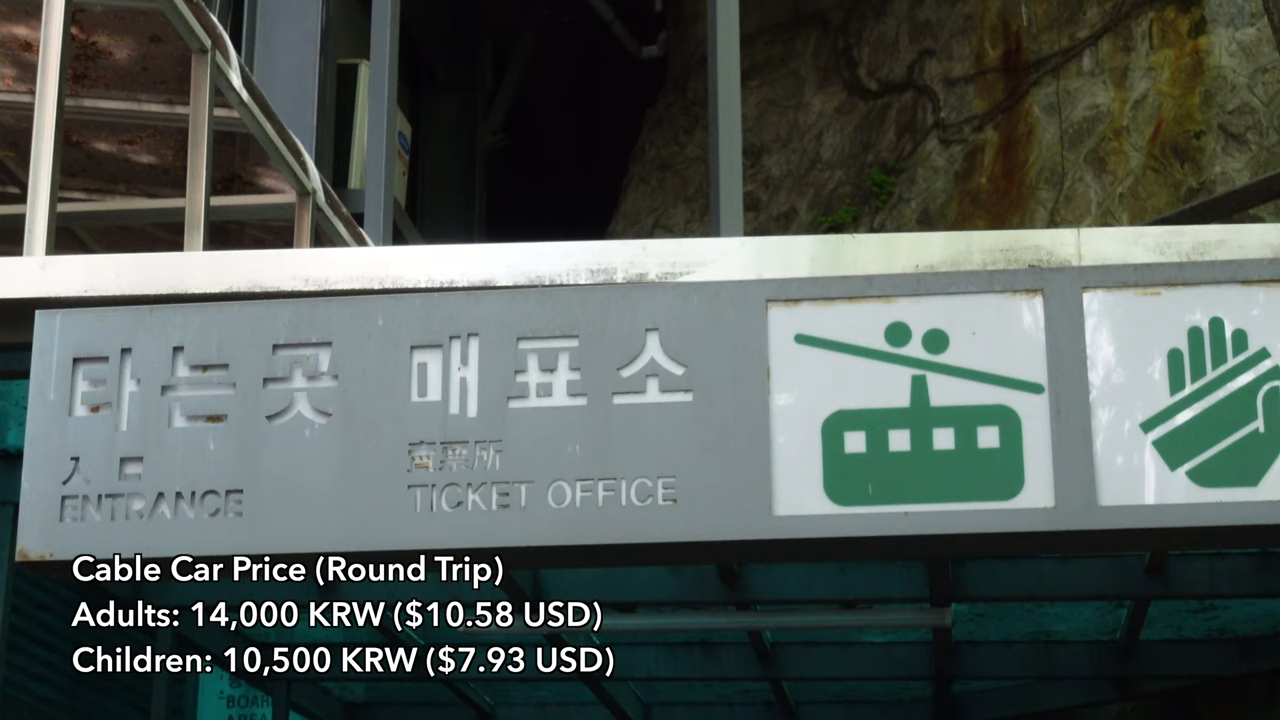 타는곳 매표소
入口 賣票所
ENTRANCE TICKET OFFICE
Cable Car Price (Round Trip)
Adults: 14,000 KRW ($10.58 USD)
Children: 10,500 KRW ($7.93 USD)